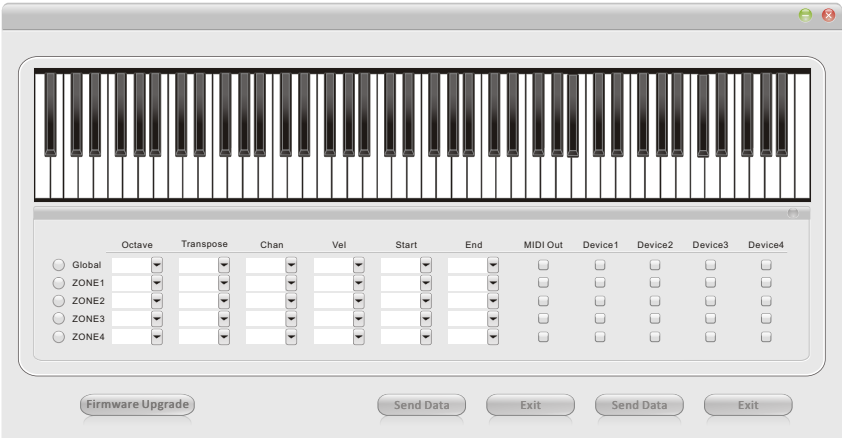 Octave Transpose Chan Vel Start End MIDI Out Device1 Device2 Device3 Device4
Global
ZONE1
ZONE2
ZONE3
ZONE4
Firmware Upgrade Send Data Exit Send Data Exit